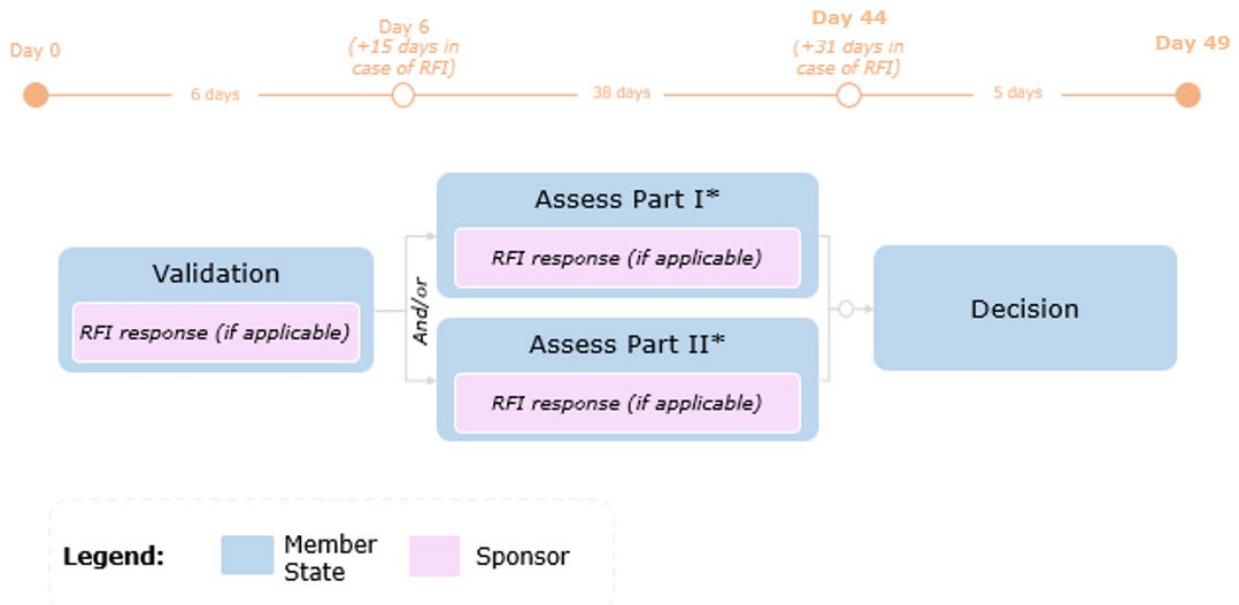 Day 0
Day 6
(+15 days in
case of RFI)
Day 44
(+31 days in
case of RFI)
Day 49
6 days
38 days
5 days
Validation
RFI response (if applicable)
And/or
Assess Part I*
RFI response (if applicable)
Assess Part II*
RFI response (if applicable)
Decision
Legend:
Member
State
Sponsor